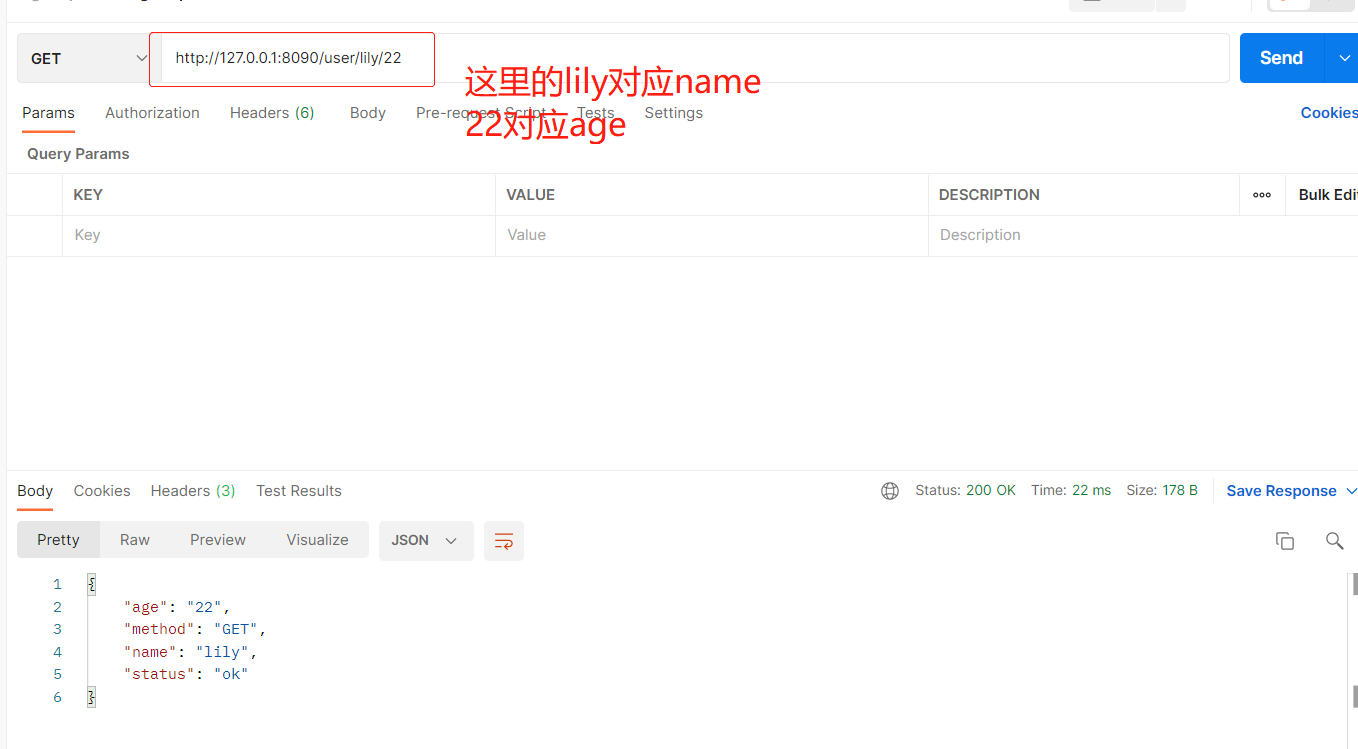 GET
http://127.0.0.1:8090/user/lily/22
Send
这里的lily对应name
22对应age
Params Authorization Headers (6) Body Pre-request Script Tests Settings
Cookies
Query Params
KEY VALUE DESCRIPTION Bulk Edit
Key Value Description
Body Cookies Headers (3) Test Results
Status: 200 OK Time: 22 ms Size: 178 B Save Response
Pretty Raw Preview Visualize JSON
1 {
2 "age": "22",
3 "method": "GET",
4 "name": "lily",
5 "status": "ok"
6 }